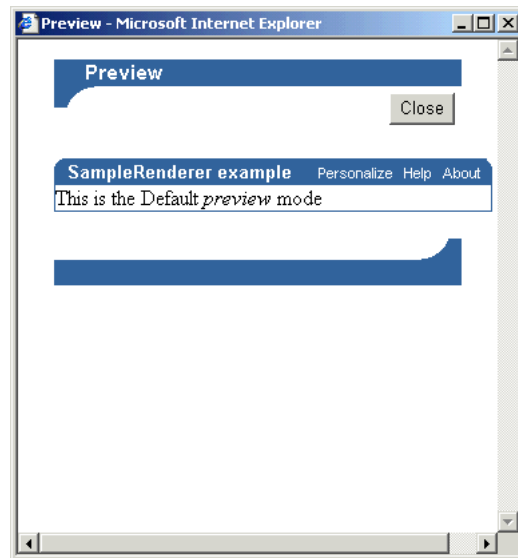 Preview - Microsoft Internet Explorer
Preview
Close
SampleRenderer example Personalize Help About
This is the Default preview mode